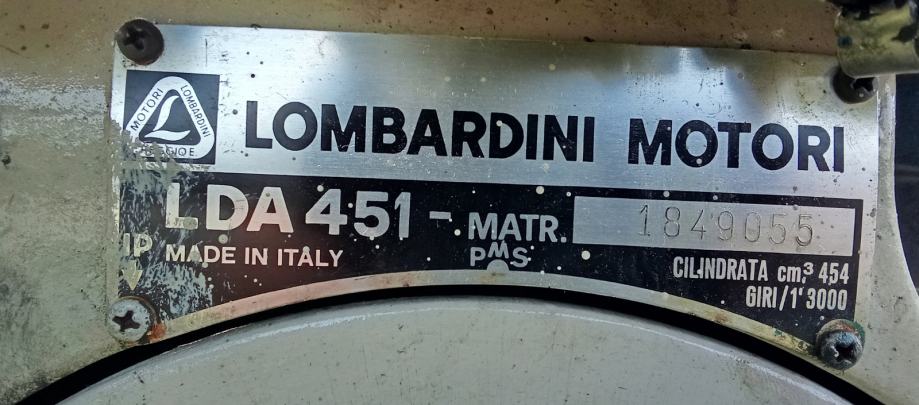 MOTORI LOMBARDINI
L
LOMBARDINI MOTORI
LDA 451 - MATR. 1849055
IP MADE IN ITALY PMS
CILINDRATA cm³ 454
GIRI/1' 3000